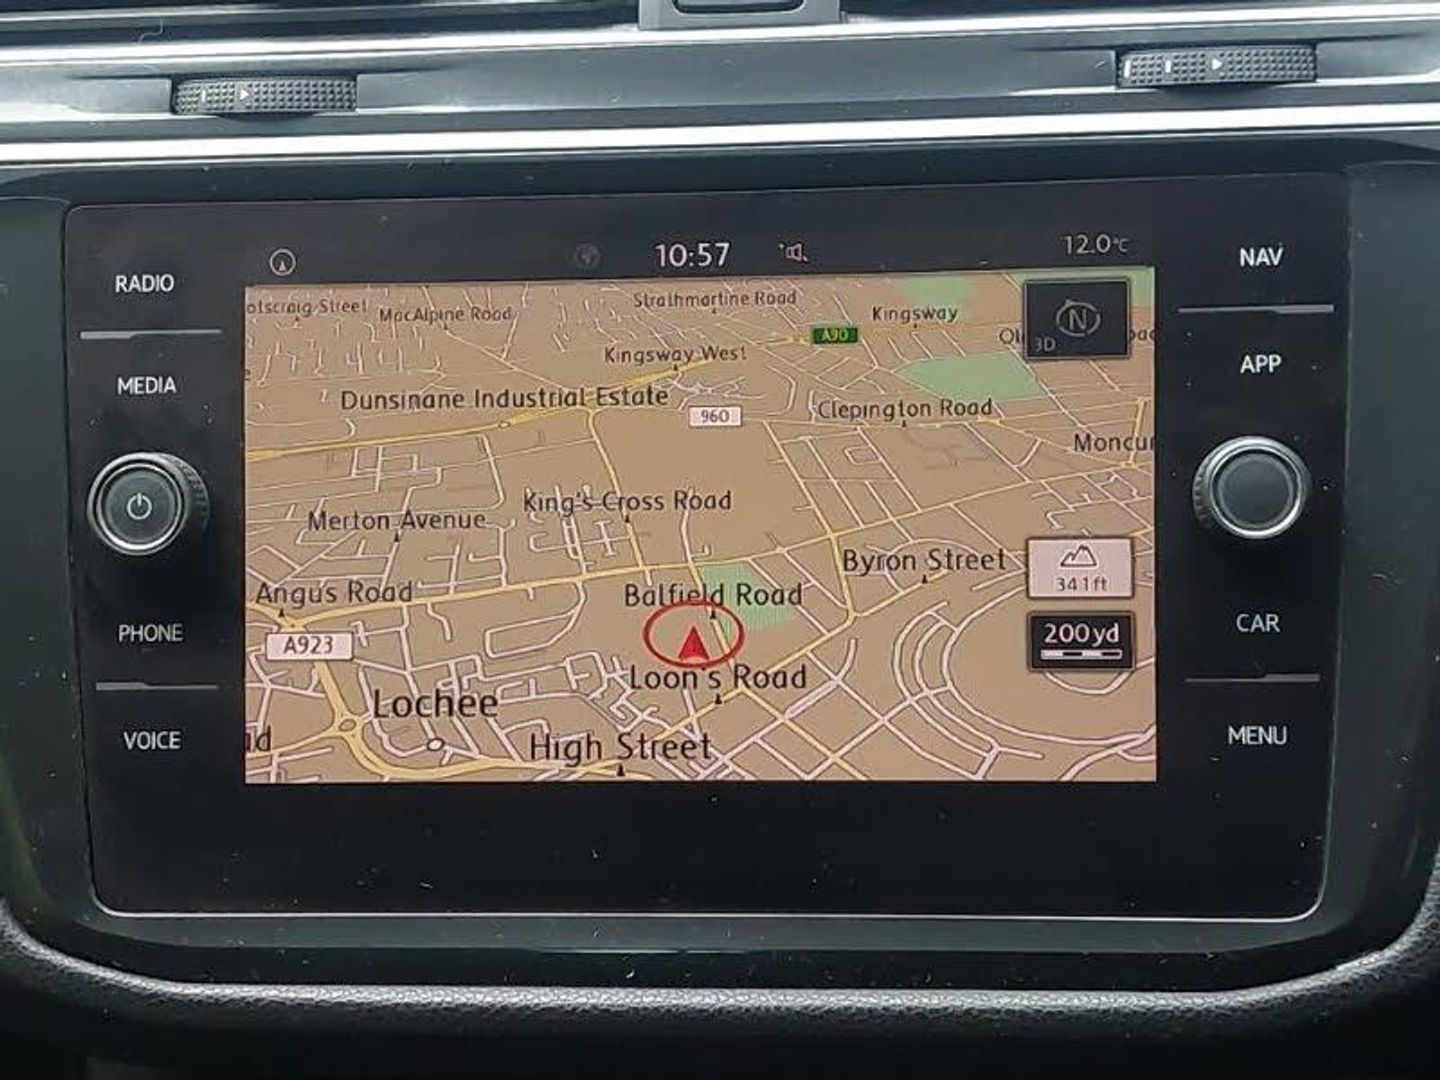 10:57
12.0°C
NAV
RADIO
otscraig Street
MacAlpine Road
Strathmartine Road
Kingsway
N
3D
A90
Kingsway West
APP
MEDIA
Dunsinane Industrial Estate
960
Clepington Road
King's Cross Road
Merton Avenue
Byron Street
341ft
Angus Road
Balfield Road
PHONE
A923
200yd
CAR
Loon's Road
Lochee
VOICE
High Street
MENU